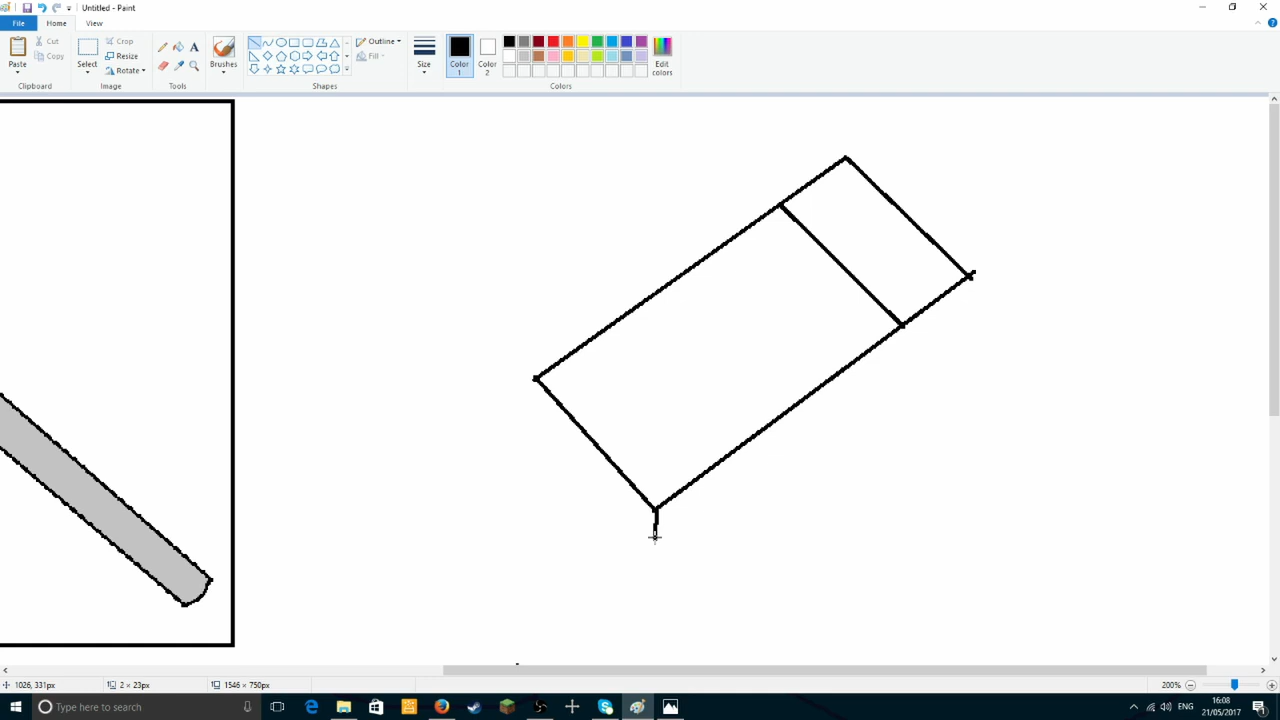 Untitled - Paint
File Home View
Paste
Cut
Copy
Clipboard
Select
Crop
Resize
Rotate
Image
Tools
Brushes
Outline
Fill
Shapes
Size
Color 1
Color 2
Edit colors
Colors
1026, 331px
2 × 23px
1546 × 750px
200%
Type here to search
ENG
16:08
21/05/2017